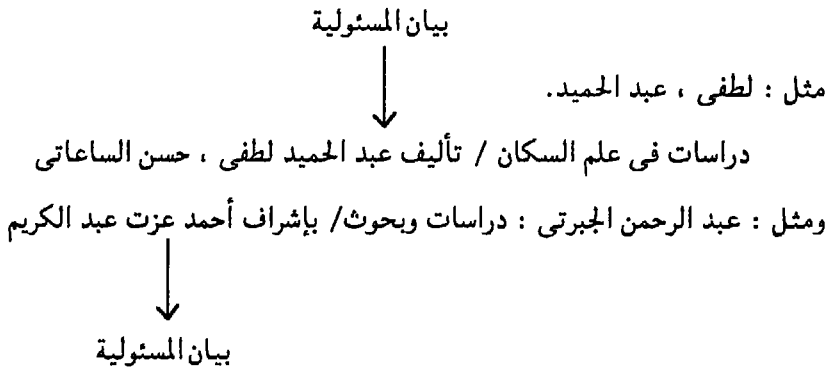 بيان المسئولية
مثل : لطفى ، عبد الحميد.
دراسات فى علم السكان / تأليف عبد الحميد لطفى ، حسن الساعاتى
ومثل : عبد الرحمن الجبرتى : دراسات وبحوث/ بإشراف أحمد عزت عبد الكريم
بيان المسئولية